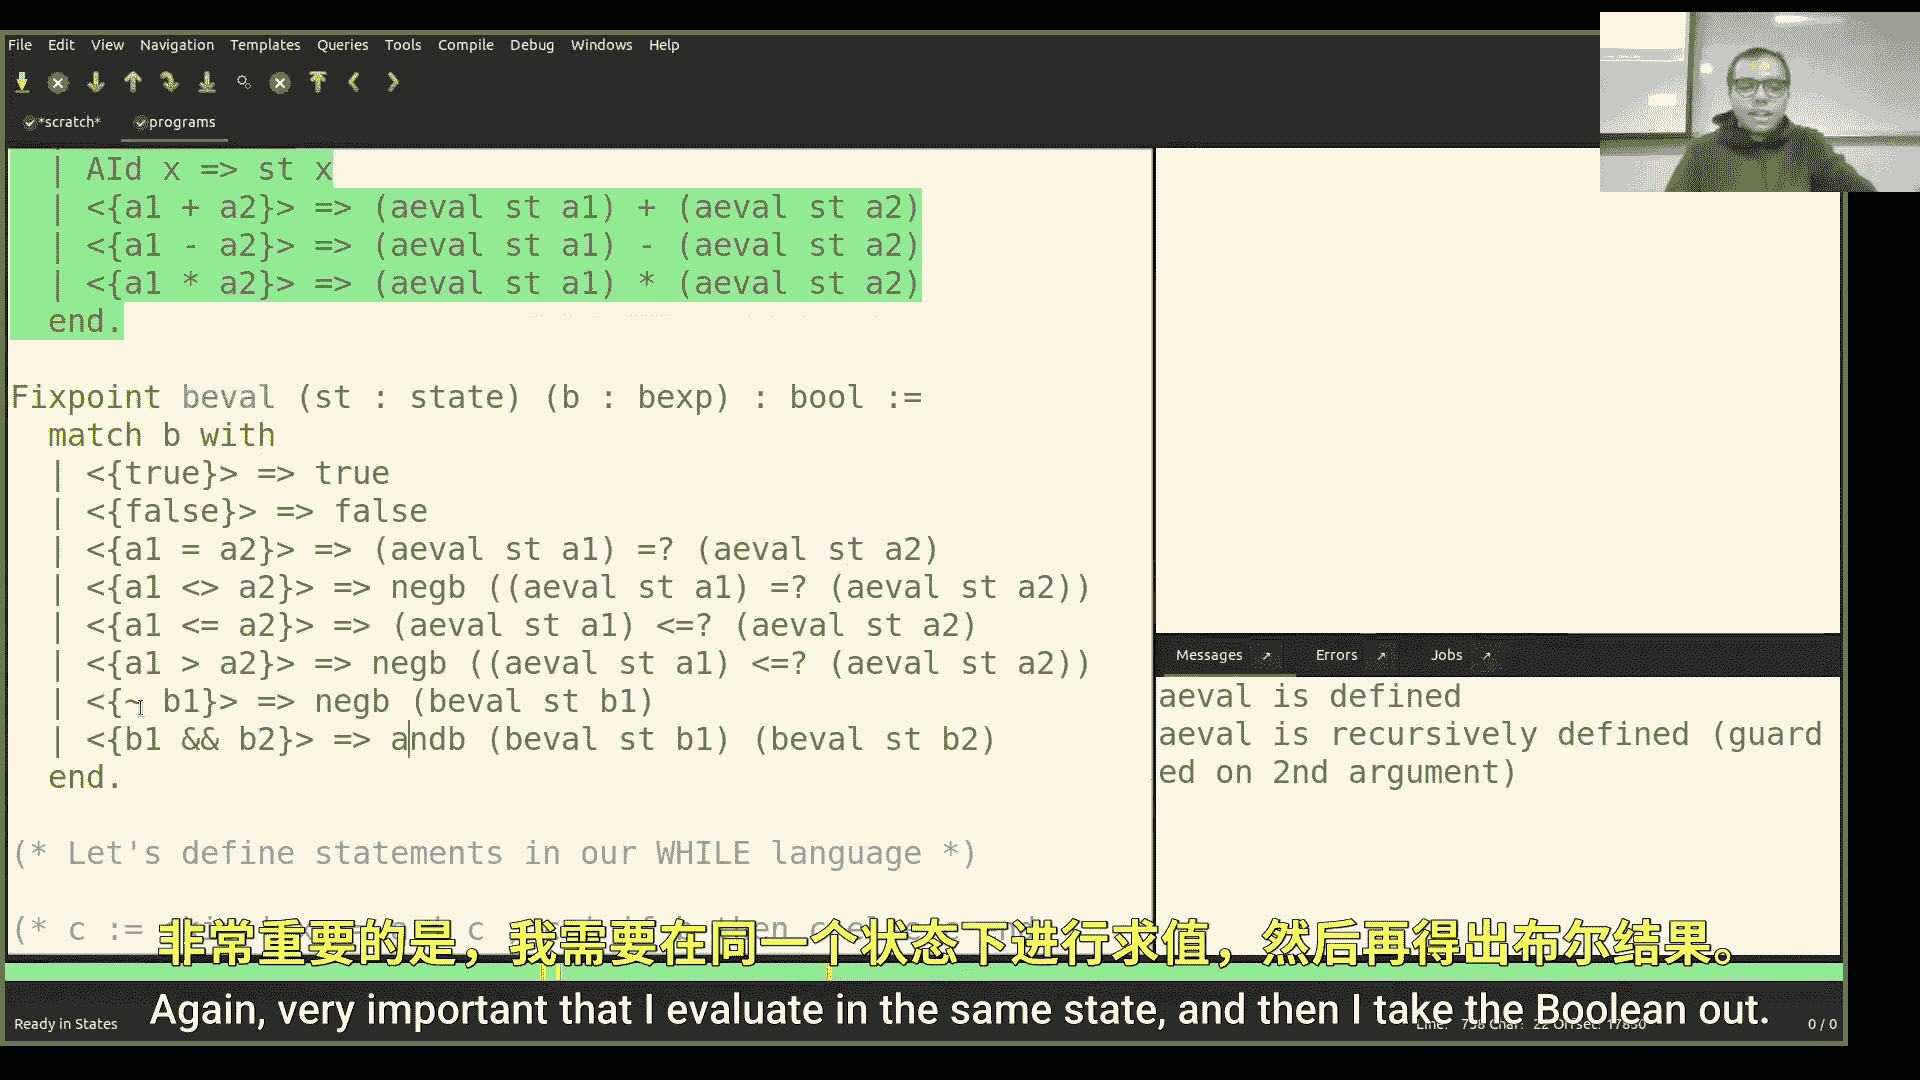 File Edit View Navigation Templates Queries Tools Compile Debug Windows Help
*scratch* programs
| AId x => st x
| <{a1 + a2}> => (aeval st a1) + (aeval st a2)
| <{a1 - a2}> => (aeval st a1) - (aeval st a2)
| <{a1 * a2}> => (aeval st a1) * (aeval st a2)
end.
Fixpoint beval (st : state) (b : bexp) : bool :=
match b with
| <{true}> => true
| <{false}> => false
| <{a1 = a2}> => (aeval st a1) =? (aeval st a2)
| <{a1 <> a2}> => negb ((aeval st a1) =? (aeval st a2))
| <{a1 <= a2}> => (aeval st a1) <=? (aeval st a2)
| <{a1 > a2}> => negb ((aeval st a1) <=? (aeval st a2))
| <{~ b1}> => negb (beval st b1)
| <{b1 && b2}> => andb (beval st b1) (beval st b2)
end.
(* Let's define statements in our WHILE language *)
(* c :=
Messages Errors Jobs
aeval is defined
aeval is recursively defined (guard
ed on 2nd argument)
非常重要的是，我需要在同一个状态下进行求值，然后再得出布尔结果。
Again, very important that I evaluate in the same state, and then I take the Boolean out.
Ready in States
0 / 0